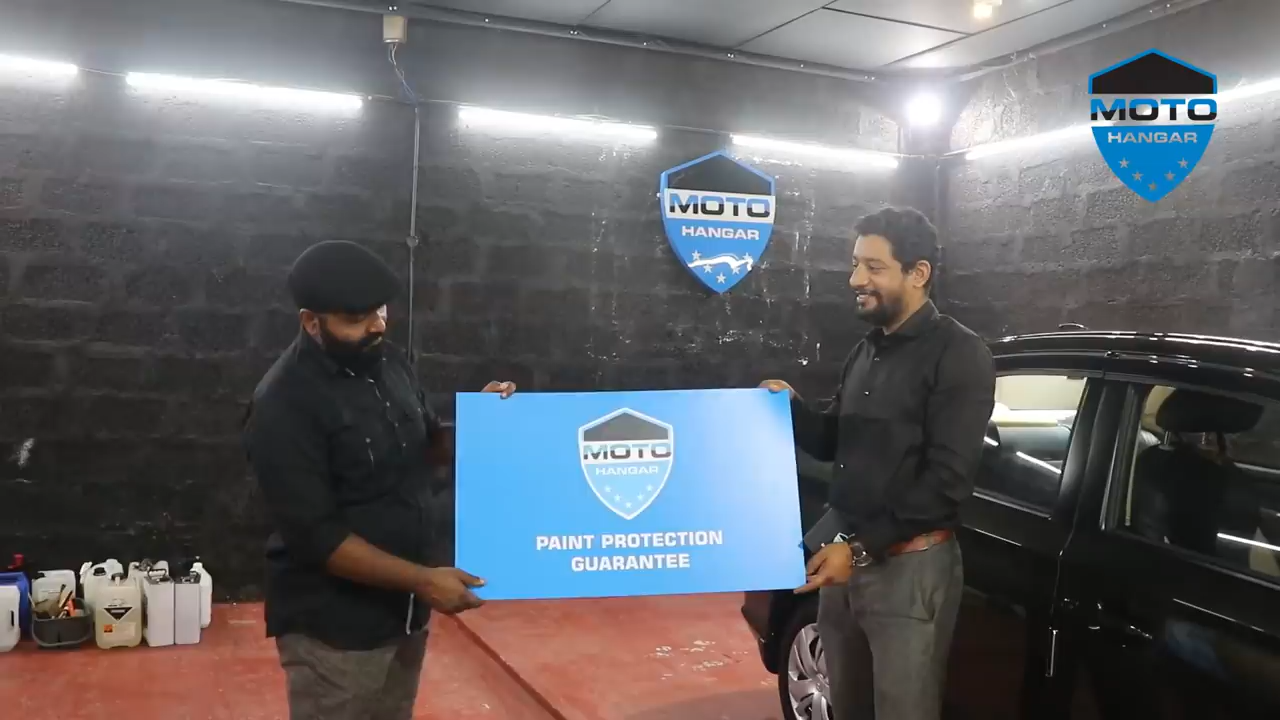 MOTO
HANGAR
MOTO
HANGAR
MOTO
HANGAR
PAINT PROTECTION
GUARANTEE